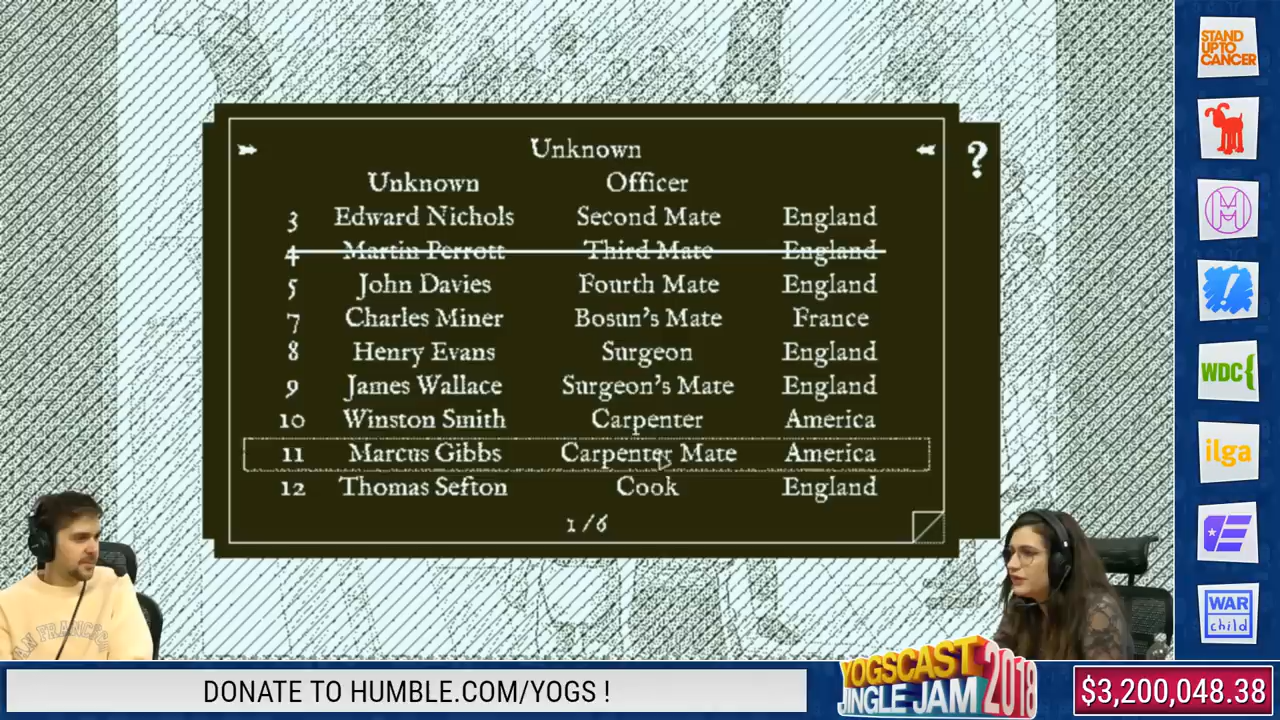 Unknown
?
Unknown Officer
3 Edward Nichols Second Mate England
4 Martin Perrott Third Mate England
5 John Davies Fourth Mate England
7 Charles Miner Bosun's Mate France
8 Henry Evans Surgeon England
9 James Wallace Surgeon's Mate England
10 Winston Smith Carpenter America
11 Marcus Gibbs Carpenter Mate America
12 Thomas Sefton Cook England
1/6
STAND
UP TO
CANCER
!
WDC
ilga
WAR
child
SAN FRANCISCO
DONATE TO HUMBLE.COM/YOGS !
YOGSCAST
JINGLE JAM 2018
$3,200,048.38